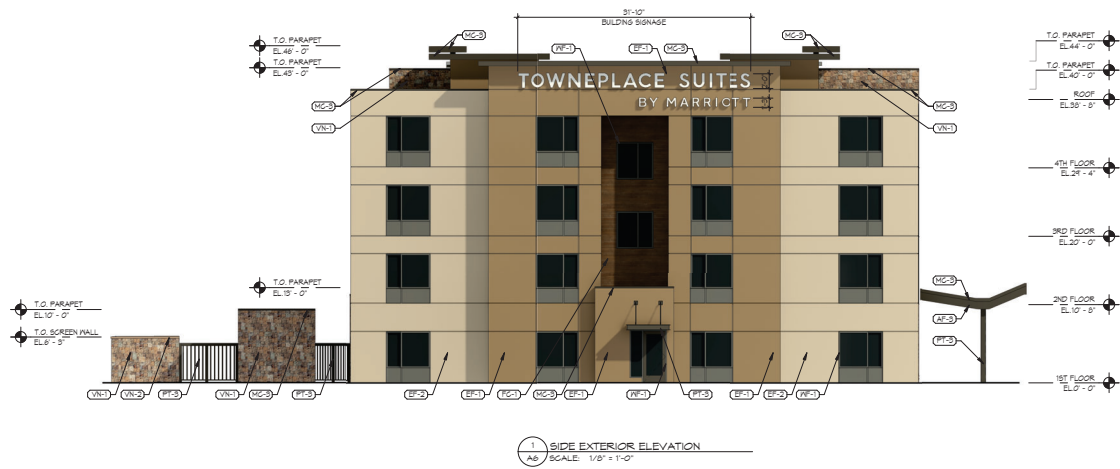 31'-10"
BUILDING SIGNAGE
T.O. PARAPET
EL.46' - 0"
T.O. PARAPET
EL.43' - 0"
MC-3
WF-1
EF-1
MC-3
MC-3
T.O. PARAPET
EL.44' - 0"
T.O. PARAPET
EL.40' - 0"
ROOF
EL.38' - 8"
TOWNEPLACE SUITES
BY MARRIOTT
MC-3
VN-1
MC-3
VN-1
4TH FLOOR
EL.29' - 4"
3RD FLOOR
EL.20' - 0"
T.O. PARAPET
EL.13' - 0"
T.O. PARAPET
EL.10' - 0"
T.O. SCREEN WALL
EL.6' - 3"
MC-3
AF-3
PT-3
2ND FLOOR
EL.10' - 8"
1ST FLOOR
EL.0' - 0"
VN-1
VN-2
PT-3
VN-1
MC-3
PT-3
EF-2
EF-1
FC-1
MC-3
EF-1
WF-1
PT-3
EF-1
EF-2
WF-1
1
A6
SIDE EXTERIOR ELEVATION
SCALE: 1/8" = 1'-0"